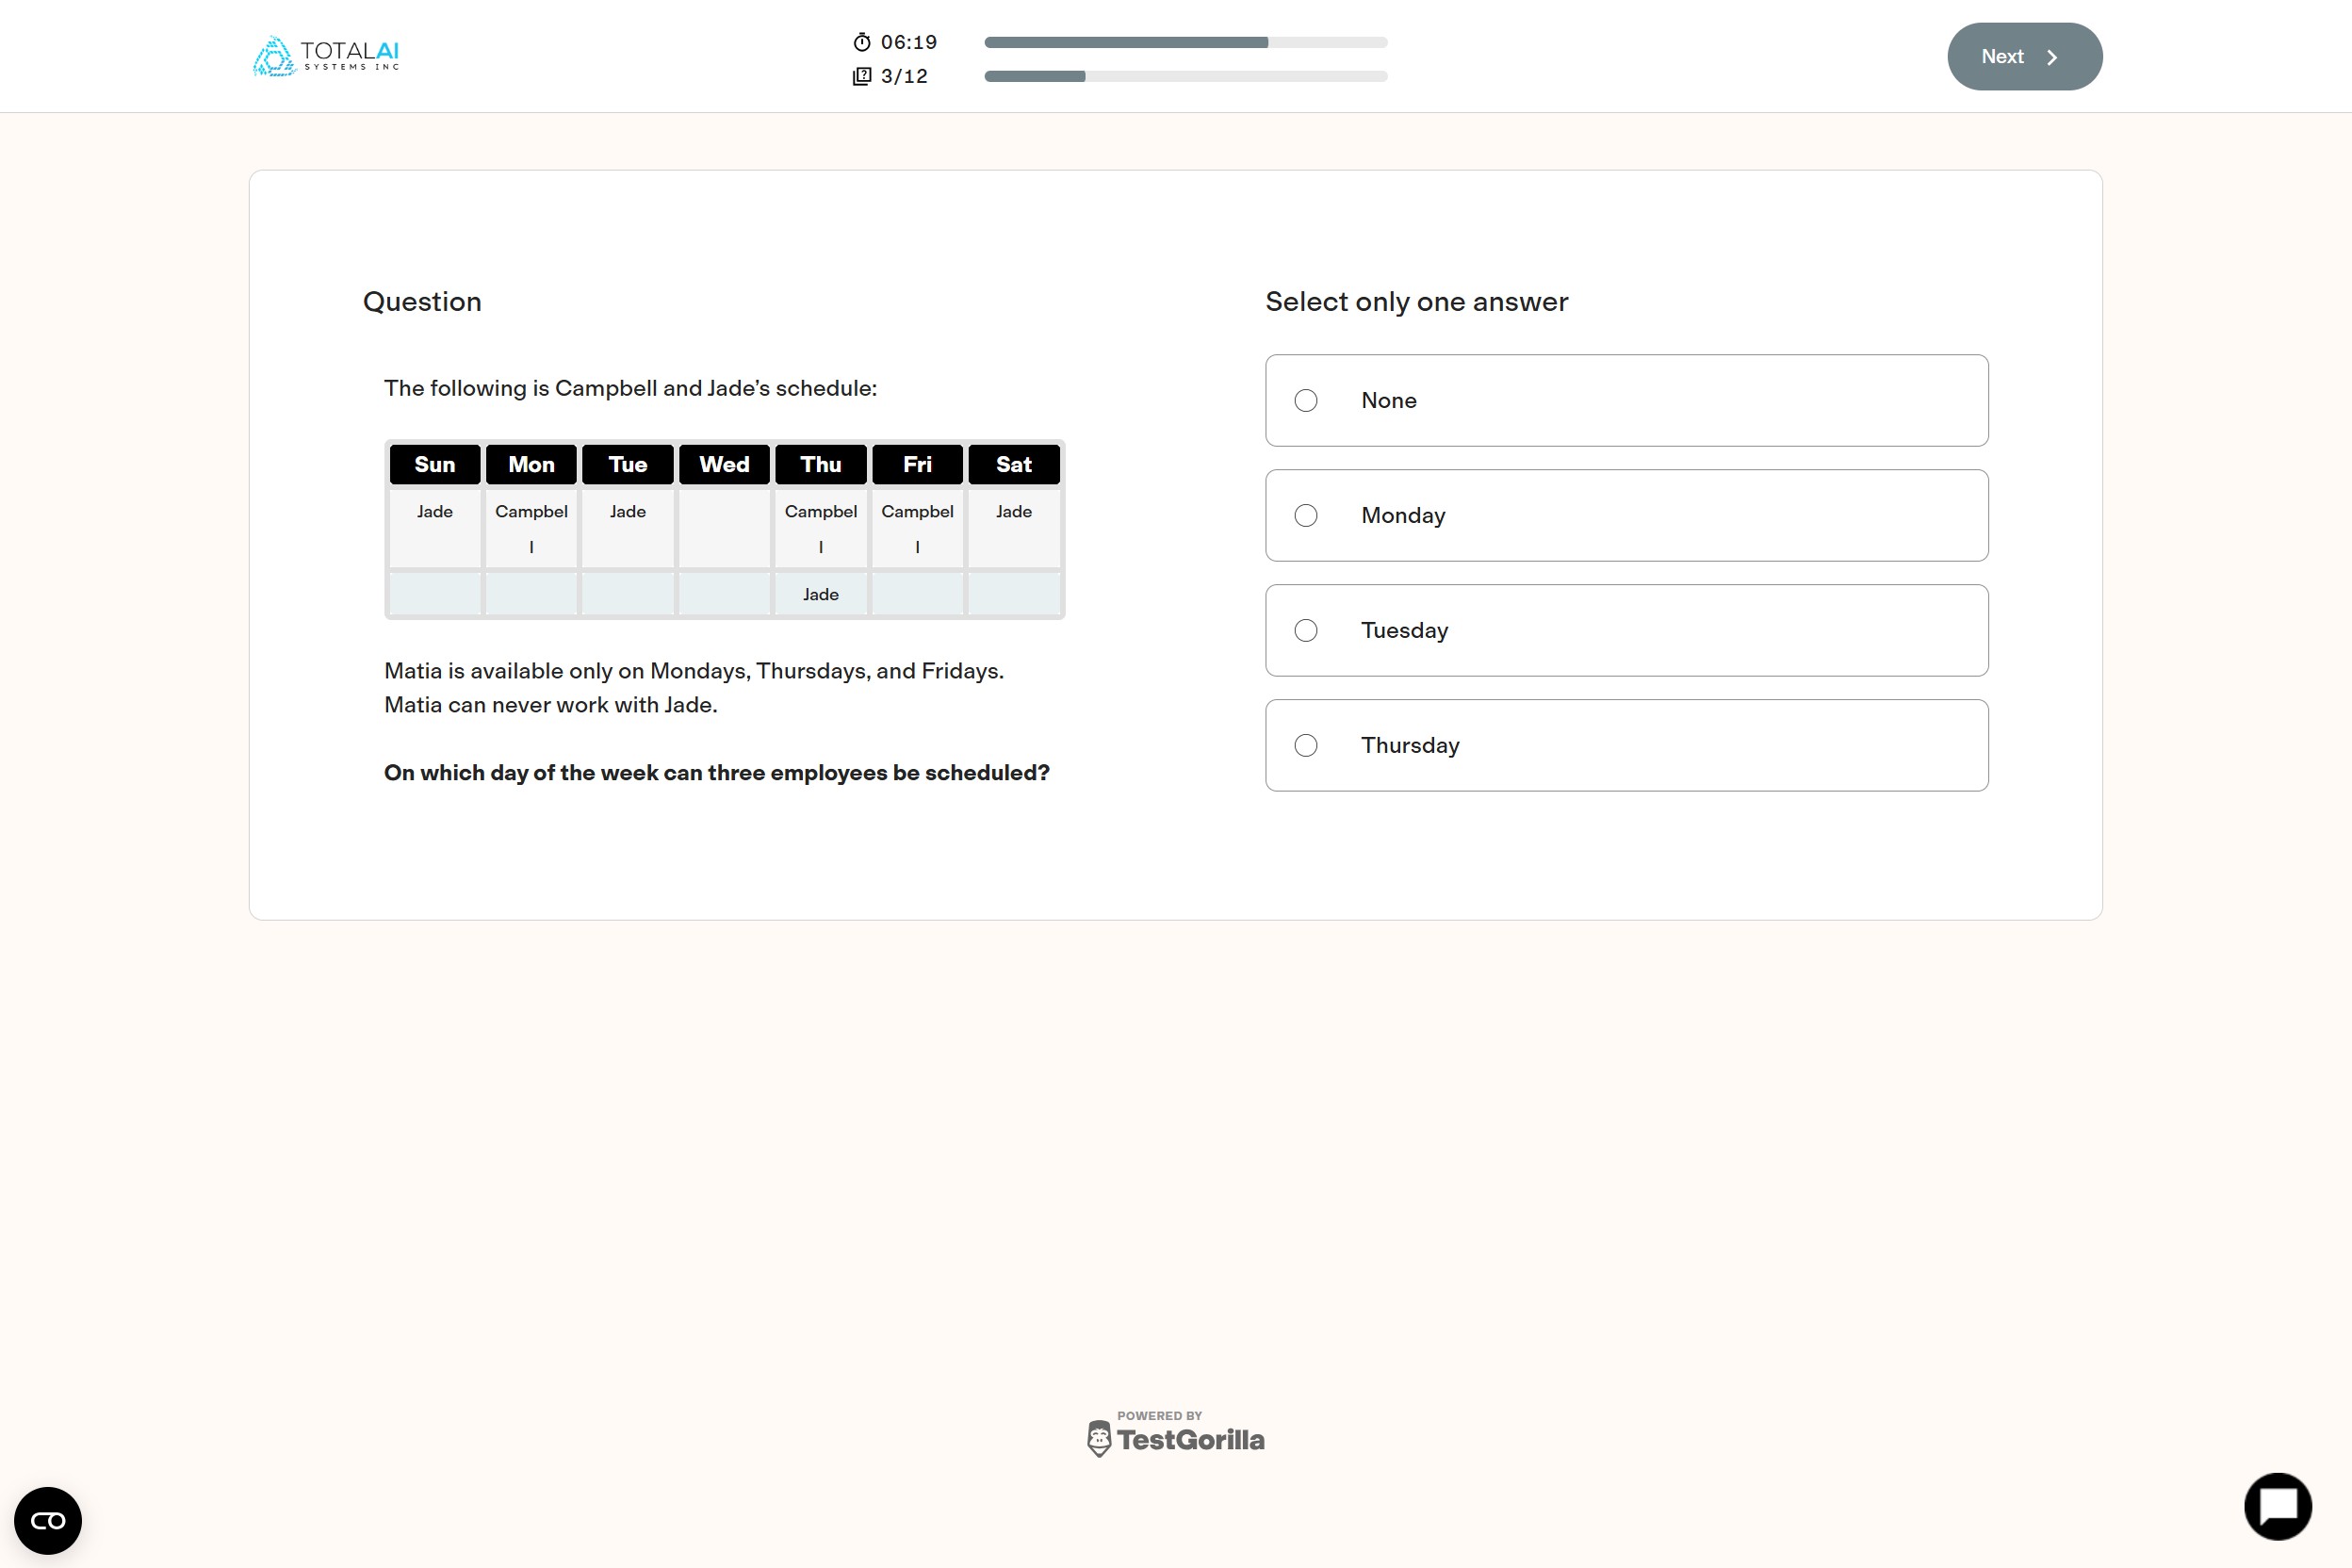 TOTALAI
SYSTEMS INC
06:19
3/12
Next
Question
The following is Campbell and Jade’s schedule:
Sun Mon Tue Wed Thu Fri Sat
Jade Campbel Jade Campbel Campbel Jade
l l l
Jade
Matia is available only on Mondays, Thursdays, and Fridays.
Matia can never work with Jade.
On which day of the week can three employees be scheduled?
Select only one answer
None
Monday
Tuesday
Thursday
POWERED BY
TestGorilla